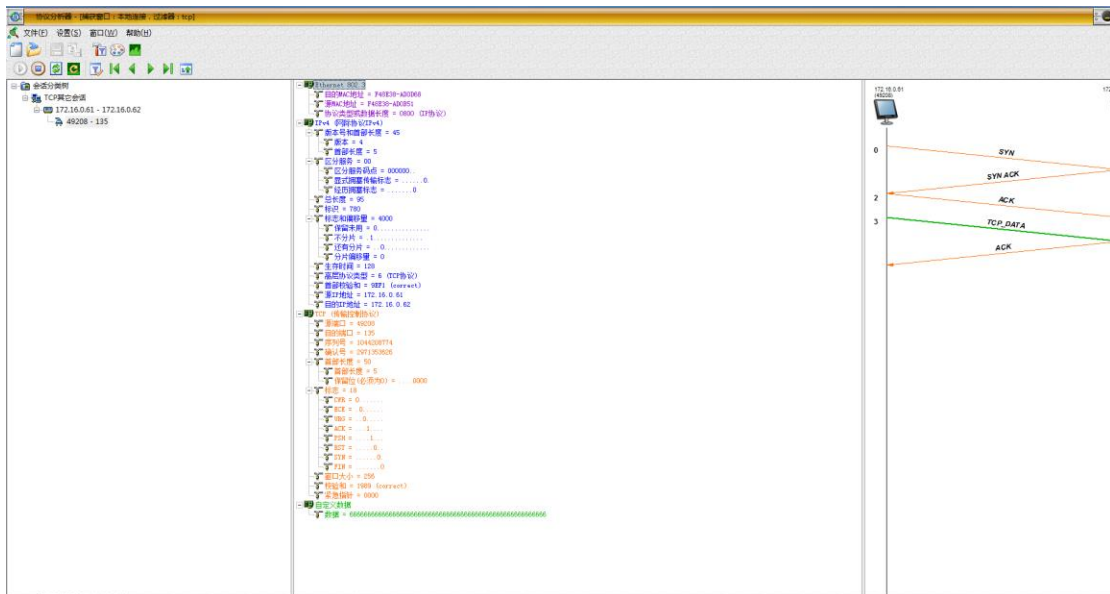 协议分析器 - [捕获窗口：本地连接，过滤器：tcp]
文件(F) 设置(S) 窗口(W) 帮助(H)
会话分类树
TCP其它会话
172.16.0.61 - 172.16.0.62
49208 - 135
Ethernet 802.3
目的MAC地址 = F48E38-AD0D68
源MAC地址 = F48E38-AD0B51
协议类型或数据长度 = 0800 (IP协议)
IPv4 (网际协议IPv4)
版本号和首部长度 = 45
版本 = 4
首部长度 = 5
区分服务 = 00
区分服务码点 = 000000..
显式拥塞传输标志 = ......0.
经历拥塞标志 = .......0
总长度 = 95
标识 = 780
标志和偏移量 = 4000
保留未用 = 0..............
不分片 = .1.............
还有分片 = ..0............
分片偏移量 = 0
生存时间 = 128
高层协议类型 = 6 (TCP协议)
首部校验和 = 9EF1 (correct)
源IP地址 = 172.16.0.61
目的IP地址 = 172.16.0.62
TCP (传输控制协议)
源端口 = 49208
目的端口 = 135
序列号 = 1044208774
确认号 = 2971353626
首部长度 = 50
首部长度 = 5
保留位(必须为0) = ....0000
标志 = 18
CWR = 0.......
ECE = .0......
URG = ..0.....
ACK = ...1....
PSH = ....1...
RST = .....0..
SYN = ......0.
FIN = .......0
窗口大小 = 256
校验和 = 1989 (correct)
紧急指针 = 0000
自定义数据
数据 = 6666666666666666666666666666666666666666666666666666666
172.16.0.61
(49208)
172
0
SYN
SYN ACK
2
ACK
3
TCP_DATA
ACK